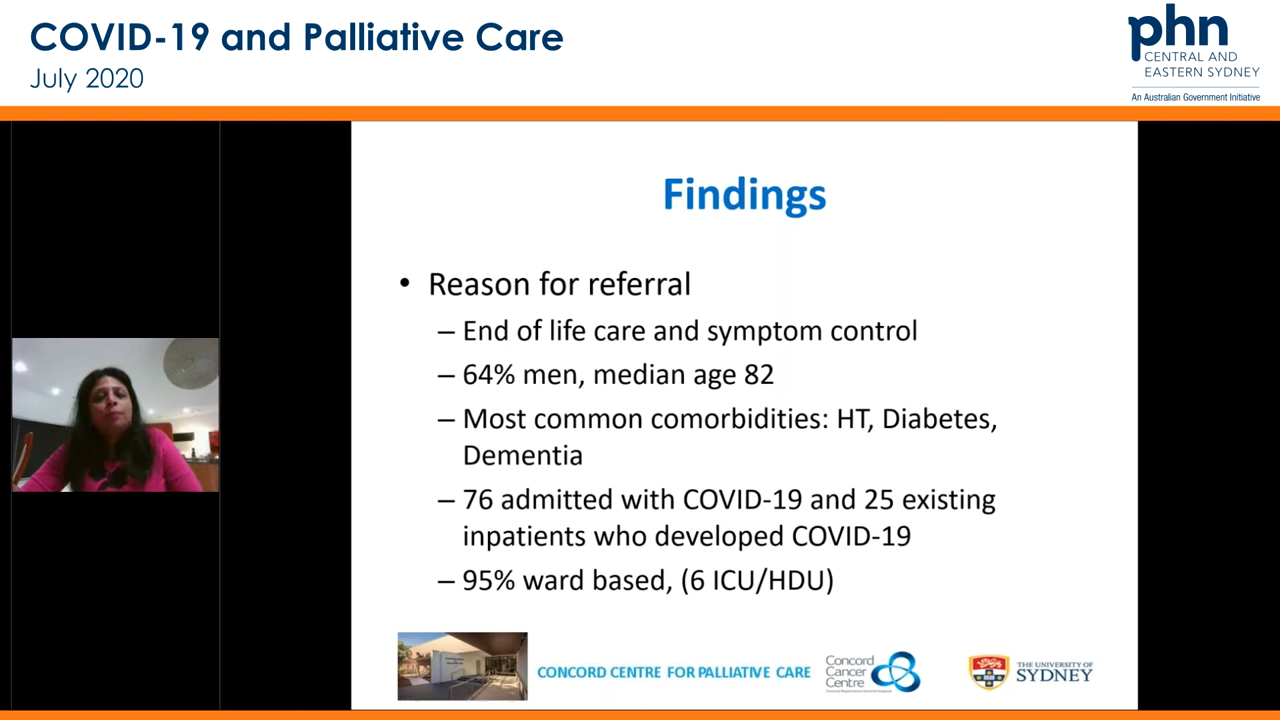 COVID-19 and Palliative Care
July 2020
phn
CENTRAL AND
EASTERN SYDNEY
An Australian Government Initiative
Findings
• Reason for referral
– End of life care and symptom control
– 64% men, median age 82
– Most common comorbidities: HT, Diabetes,
Dementia
– 76 admitted with COVID-19 and 25 existing
inpatients who developed COVID-19
– 95% ward based, (6 ICU/HDU)
CONCORD CENTRE FOR PALLIATIVE CARE
Concord
Cancer
Centre
THE UNIVERSITY OF
SYDNEY